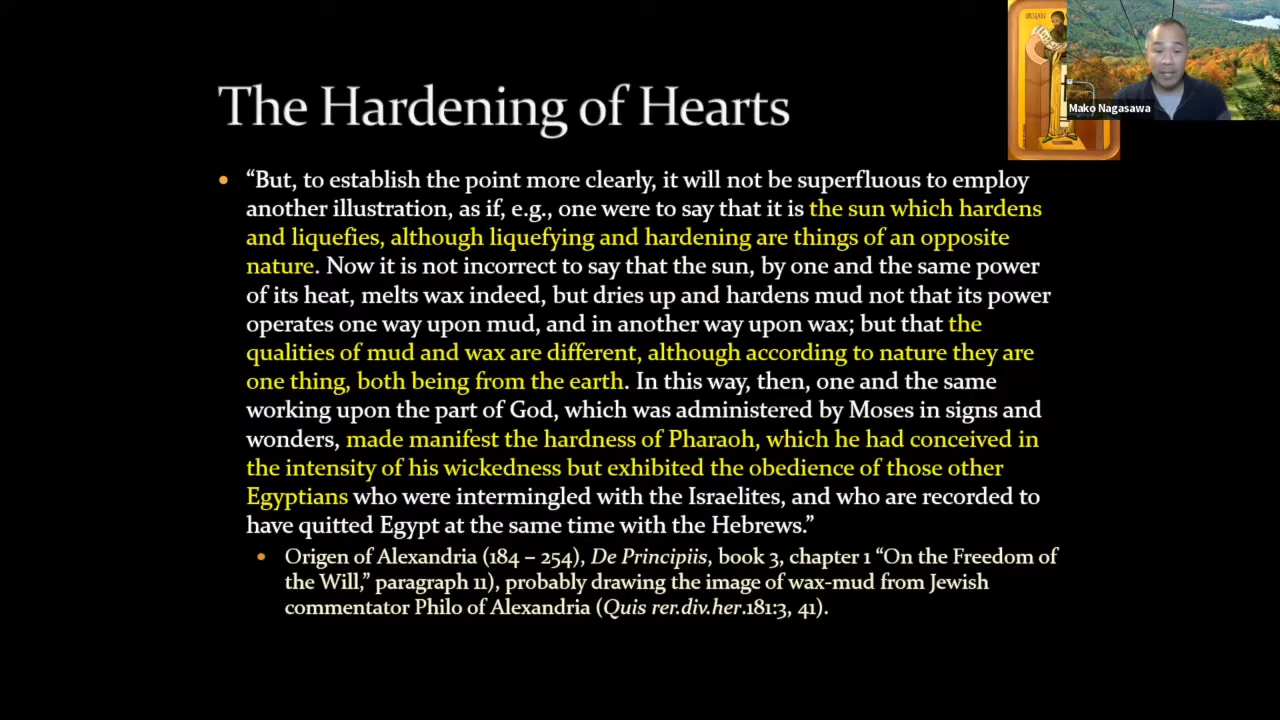 Mako Nagasawa
The Hardening of Hearts
• “But, to establish the point more clearly, it will not be superfluous to employ
another illustration, as if, e.g., one were to say that it is the sun which hardens
and liquefies, although liquefying and hardening are things of an opposite
nature. Now it is not incorrect to say that the sun, by one and the same power
of its heat, melts wax indeed, but dries up and hardens mud not that its power
operates one way upon mud, and in another way upon wax; but that the
qualities of mud and wax are different, although according to nature they are
one thing, both being from the earth. In this way, then, one and the same
working upon the part of God, which was administered by Moses in signs and
wonders, made manifest the hardness of Pharaoh, which he had conceived in
the intensity of his wickedness but exhibited the obedience of those other
Egyptians who were intermingled with the Israelites, and who are recorded to
have quitted Egypt at the same time with the Hebrews.”
• Origen of Alexandria (184 – 254), De Principiis, book 3, chapter 1 “On the Freedom of
the Will,” paragraph 11), probably drawing the image of wax-mud from Jewish
commentator Philo of Alexandria (Quis rer.div.her.181:3, 41).